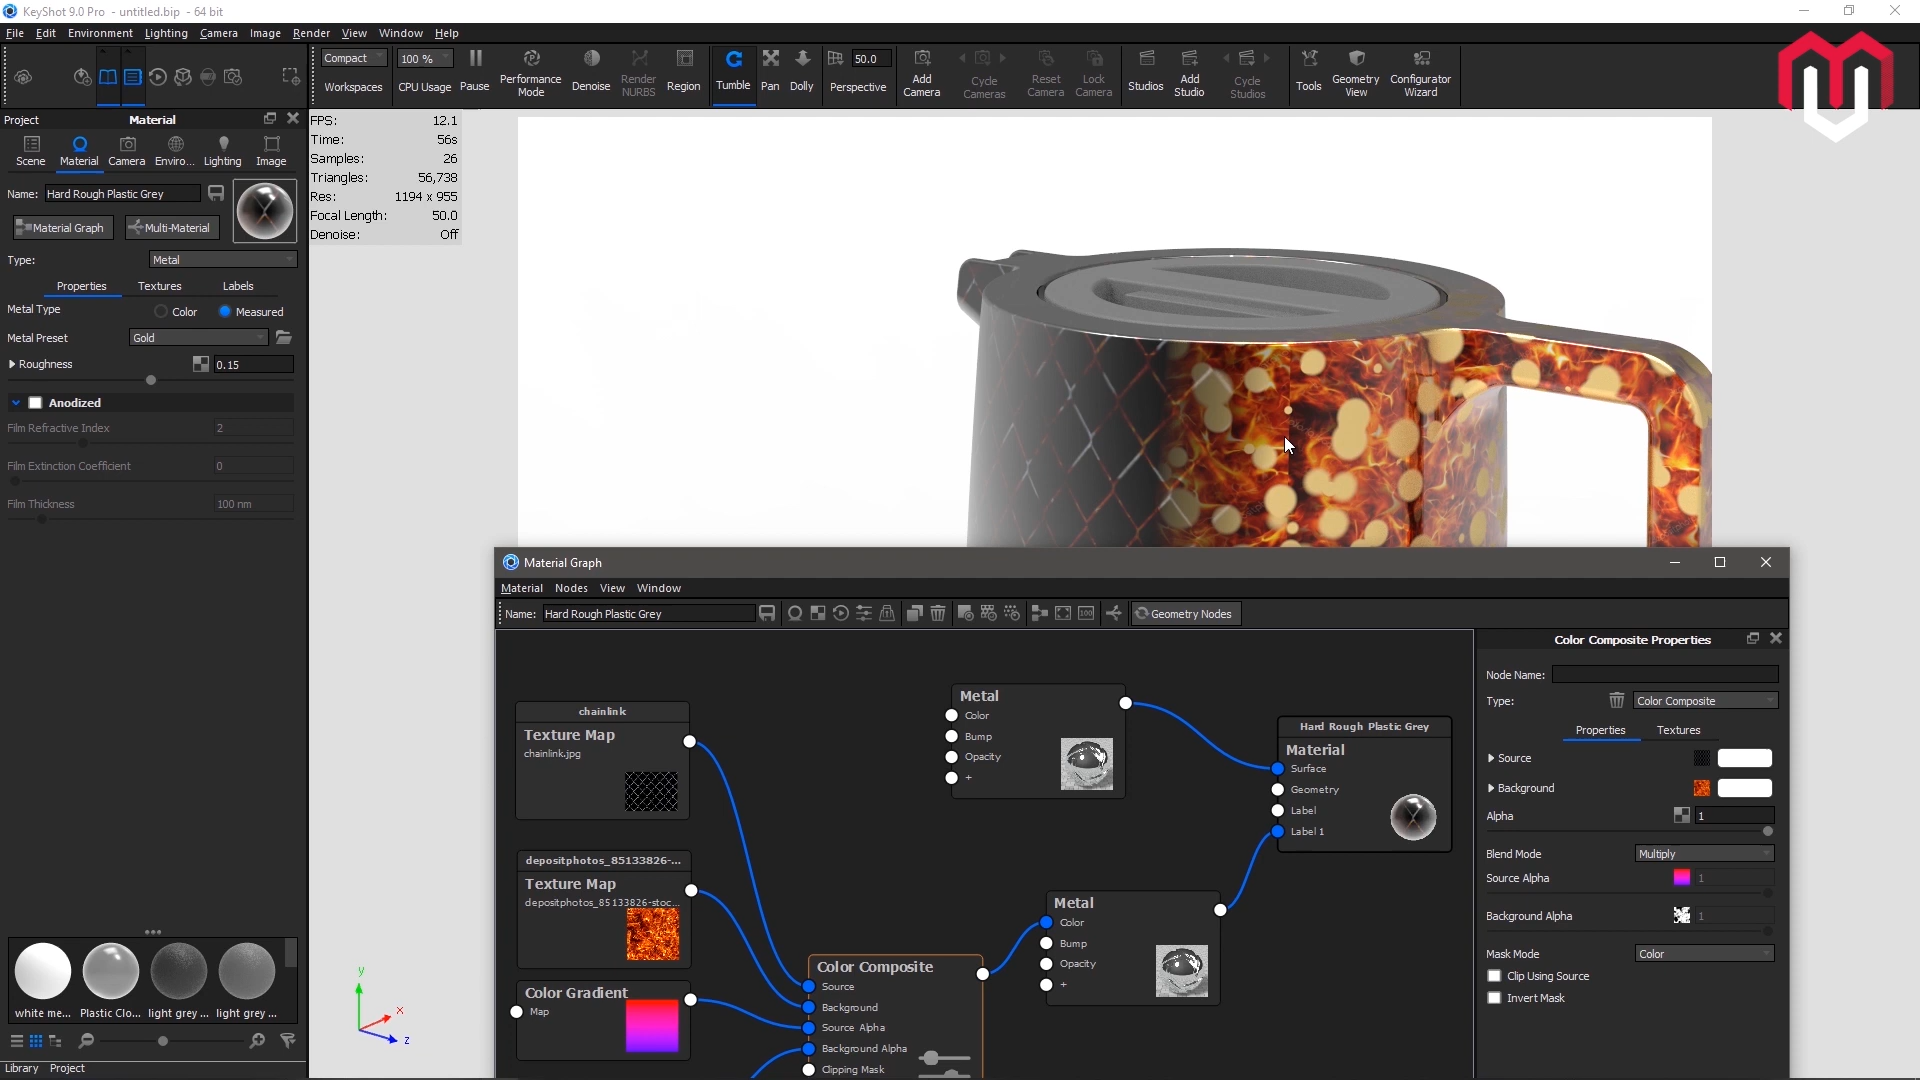 KeyShot 9.0 Pro - untitled.bip - 64 bit
File Edit Environment Lighting Camera Image Render View Window Help
Compact
Workspaces
100 %
CPU Usage
Pause
Performance
Mode
Denoise
Render
NURBS
Region
Tumble
Pan
Dolly
50.0
Perspective
Add
Camera
Cycle
Cameras
Reset
Camera
Lock
Camera
Studios
Add
Studio
Cycle
Studios
Tools
Geometry
View
Configurator
Wizard
Project
Material
Scene Material Camera Enviro... Lighting Image
Name: Hard Rough Plastic Grey
Material Graph
Multi-Material
Type: Metal
Properties Textures Labels
Metal Type Color Measured
Metal Preset Gold
Roughness 0.15
Anodized
Film Refractive Index 2
Film Extinction Coefficient 0
Film Thickness 100 nm
white me... Plastic Clo... light grey ... light grey ...
Library Project
FPS: 12.1
Time: 56s
Samples: 26
Triangles: 56,738
Res: 1194 x 955
Focal Length: 50.0
Denoise: Off
y
x
z
Material Graph
Material Nodes View Window
Name: Hard Rough Plastic Grey
100
Geometry Nodes
chainlink
Texture Map
chainlink.jpg
depositphotos_85133826-...
Texture Map
depositphotos_85133826-stoc...
Color Gradient
Map
Color Composite
Source
Background
Source Alpha
Background Alpha
Clipping Mask
Metal
Color
Bump
Opacity
+
Metal
Color
Bump
Opacity
+
Hard Rough Plastic Grey
Material
Surface
Geometry
Label
Label 1
Color Composite Properties
Node Name:
Type: Color Composite
Properties Textures
Source
Background
Alpha 1
Blend Mode Multiply
Source Alpha 1
Background Alpha 1
Mask Mode Color
Clip Using Source
Invert Mask